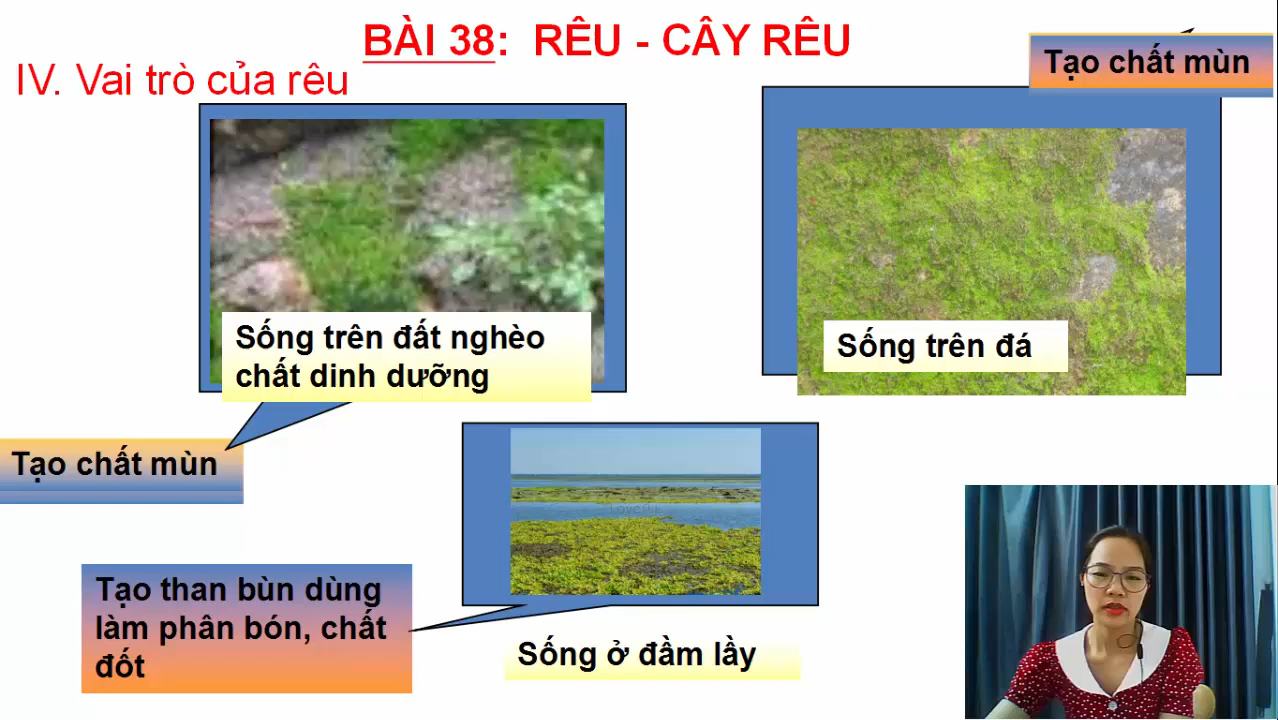 BÀI 38: RÊU - CÂY RÊU
IV. Vai trò của rêu
Tạo chất mùn
Sống trên đất nghèo
chất dinh dưỡng
Sống trên đá
Tạo chất mùn
Tạo than bùn dùng
làm phân bón, chất
đốt
Sống ở đầm lầy